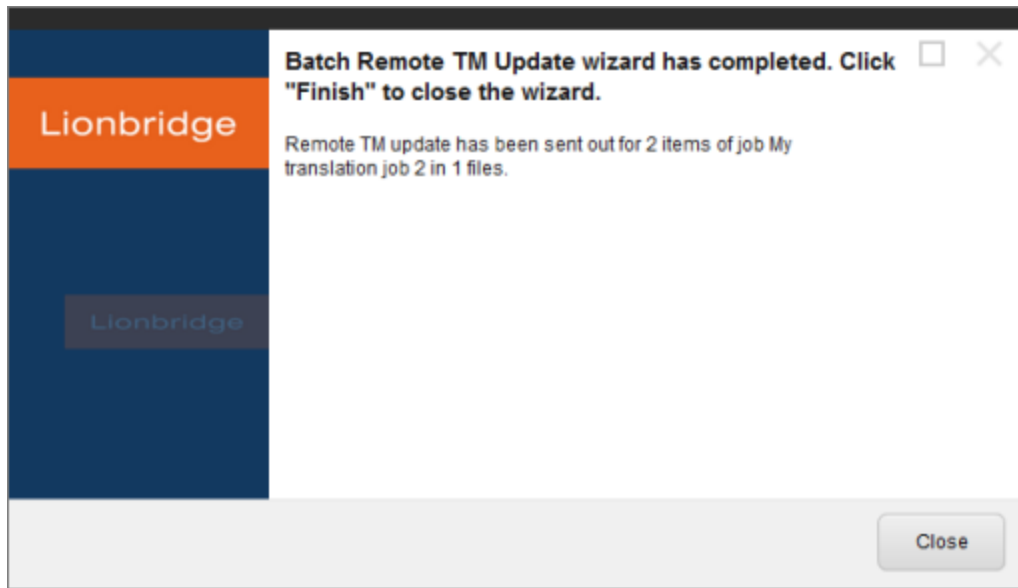 Lionbridge
Lionbridge
Batch Remote TM Update wizard has completed. Click
"Finish" to close the wizard.
Remote TM update has been sent out for 2 items of job My
translation job 2 in 1 files.
Close